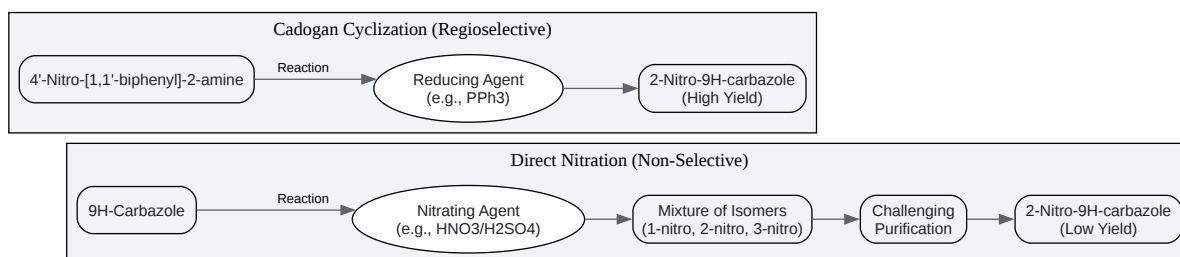 Cadogan Cyclization (Regioselective)
4'-Nitro-[1,1'-biphenyl]-2-amine
Reaction
Reducing Agent
(e.g., PPh3)
2-Nitro-9H-carbazole
(High Yield)
Direct Nitration (Non-Selective)
9H-Carbazole
Reaction
Nitrating Agent
(e.g., HNO3/H2SO4)
Mixture of Isomers
(1-nitro, 2-nitro, 3-nitro)
Challenging
Purification
2-Nitro-9H-carbazole
(Low Yield)